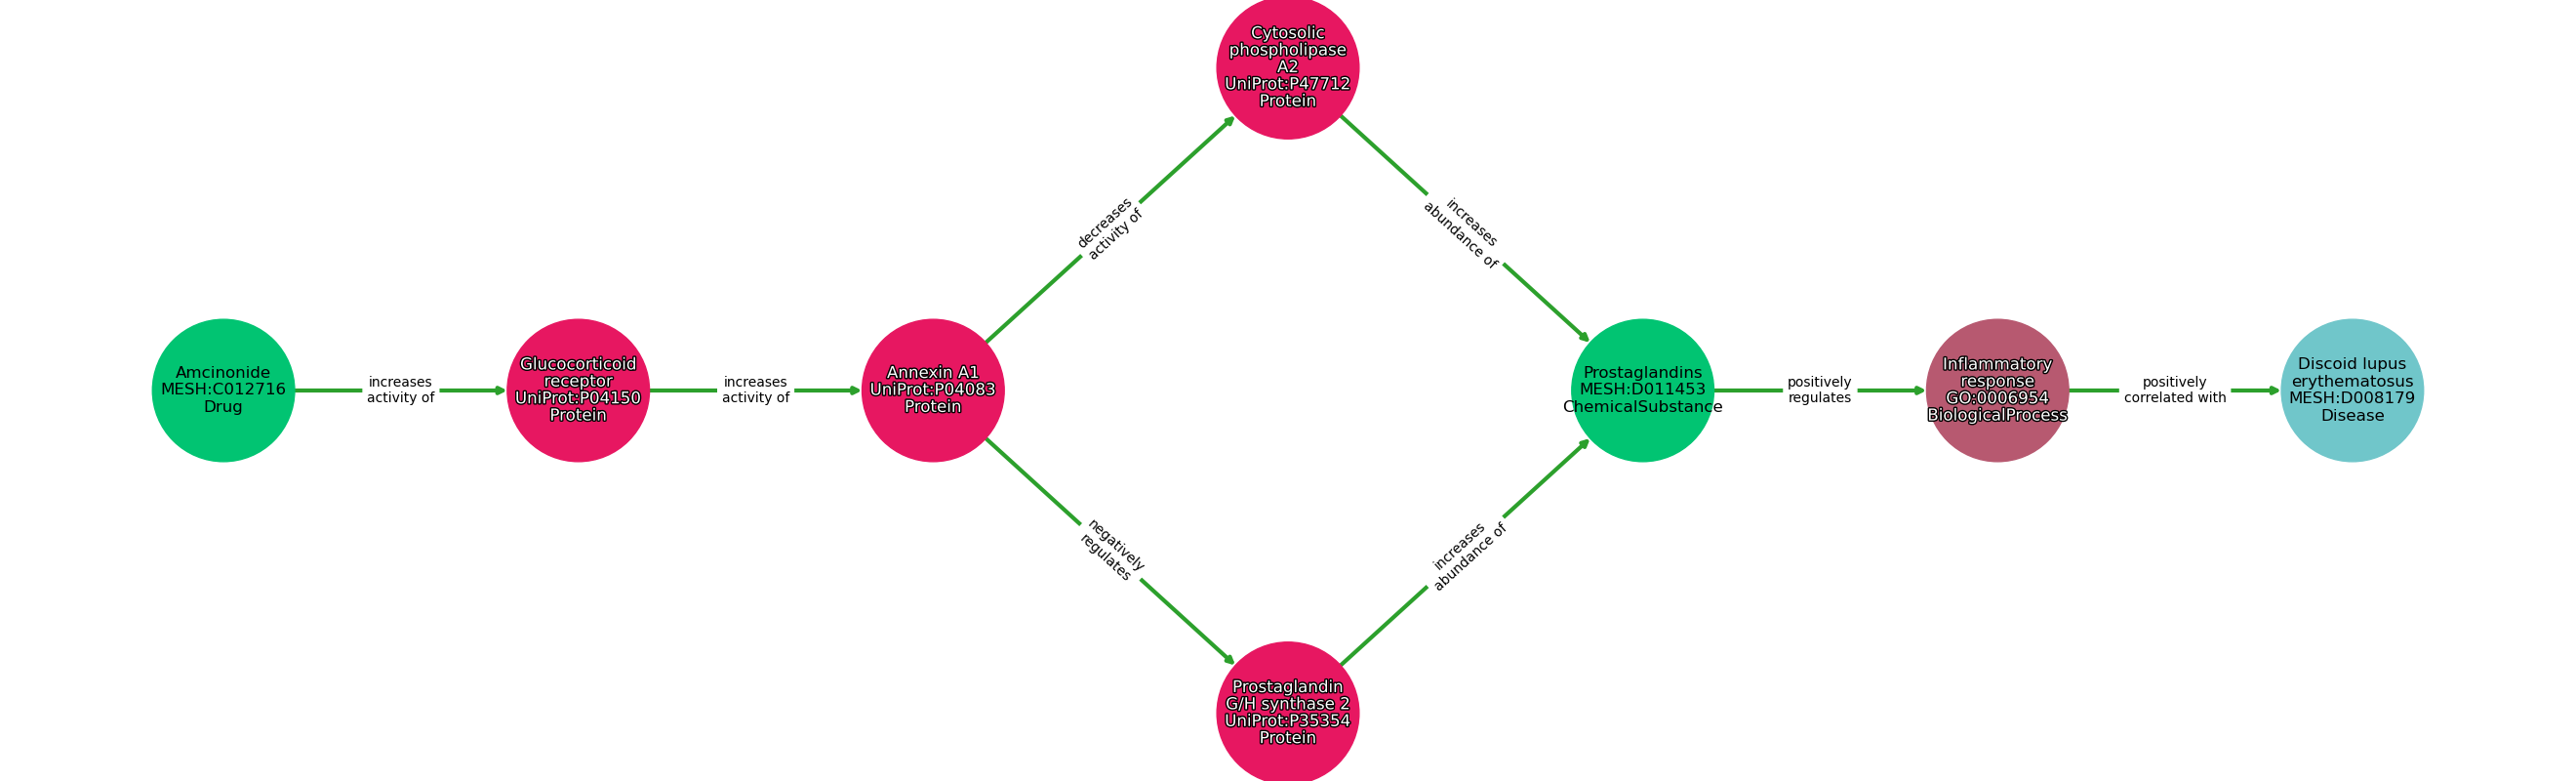 Cytosolic
phospholipase
A2
UniProt:P47712
Protein
decreases
activity of
increases
abundance of
Amcinonide
MESH:C012716
Drug
increases
activity of
Glucocorticoid
receptor
UniProt:P04150
Protein
increases
activity of
Annexin A1
UniProt:P04083
Protein
Prostaglandins
MESH:D011453
ChemicalSubstance
positively
regulates
Inflammatory
response
GO:0006954
BiologicalProcess
positively
correlated with
Discoid lupus
erythematosus
MESH:D008179
Disease
negatively
regulates
increases
abundance of
Prostaglandin
G/H synthase 2
UniProt:P35354
Protein